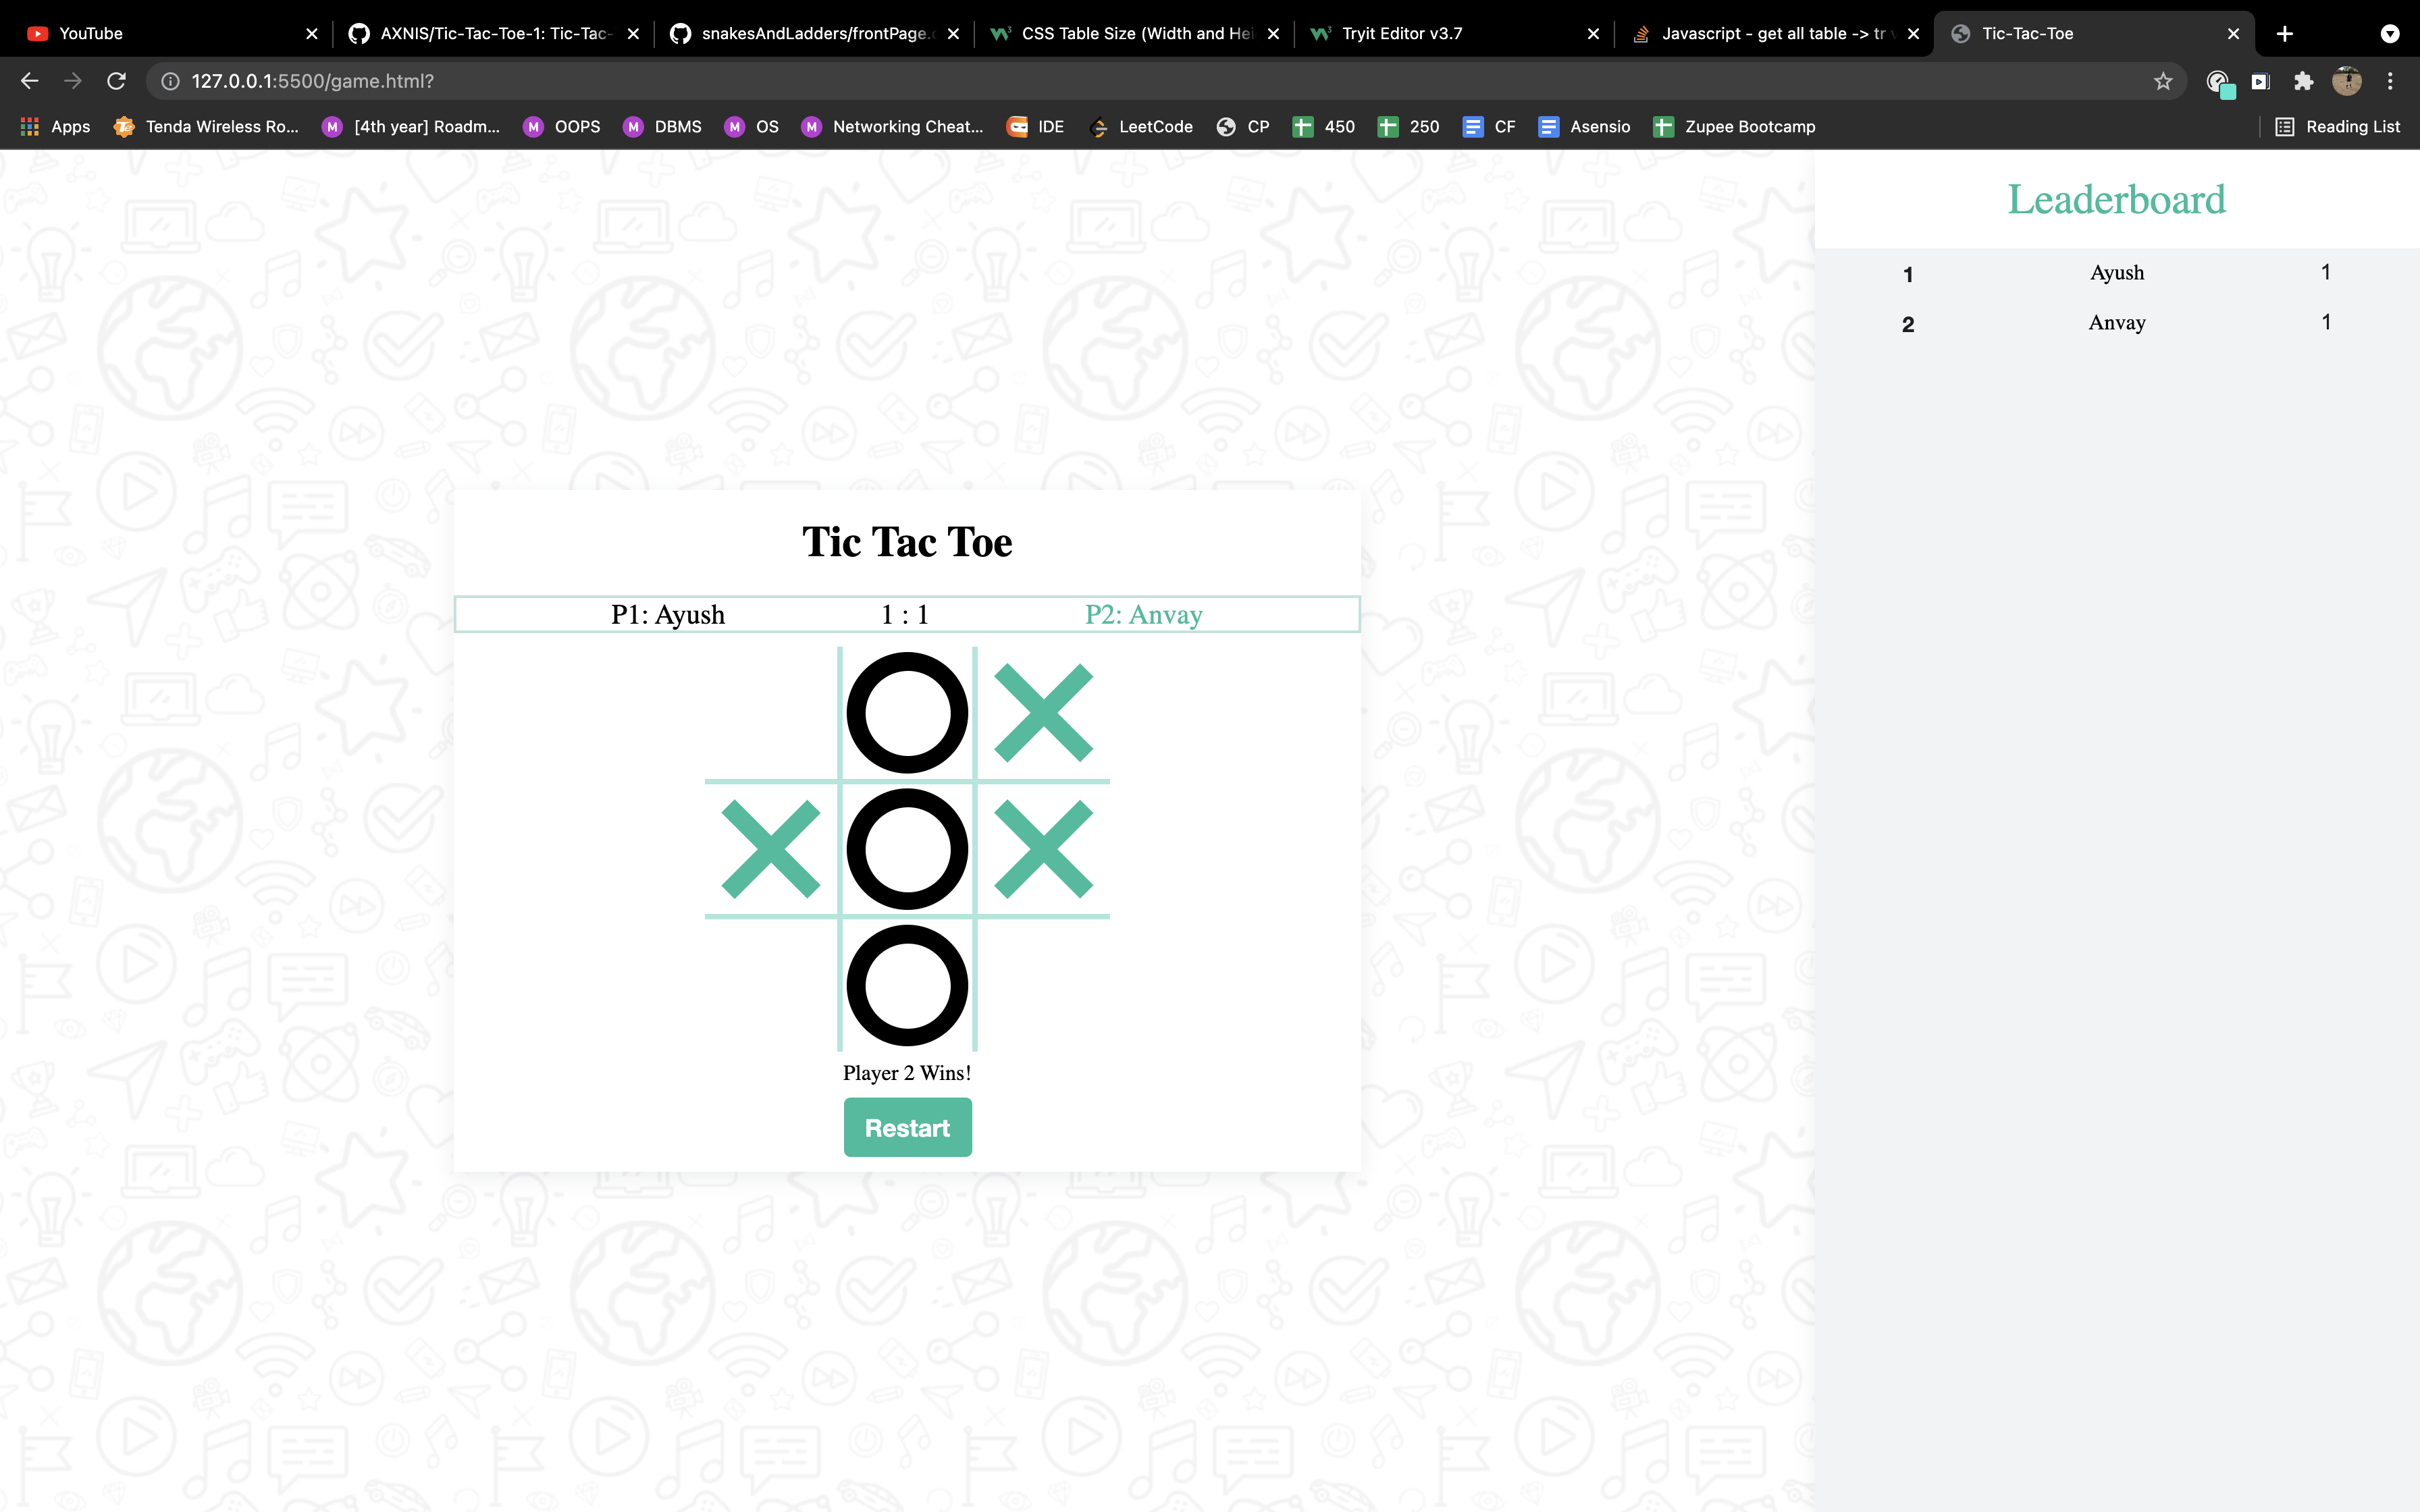 YouTube
AXNIS/Tic-Tac-Toe-1: Tic-Tac-
snakesAndLadders/frontPage.
CSS Table Size (Width and Hei
Tryit Editor v3.7
Javascript - get all table -> tr
Tic-Tac-Toe
127.0.0.1:5500/game.html?
Apps
Tenda Wireless Ro...
[4th year] Roadm...
OOPS
DBMS
OS
Networking Cheat...
IDE
LeetCode
CP
450
250
CF
Asensio
Zupee Bootcamp
Reading List
Leaderboard
1 Ayush 1
2 Anvay 1
Tic Tac Toe
P1: Ayush 1 : 1 P2: Anvay
Player 2 Wins!
Restart